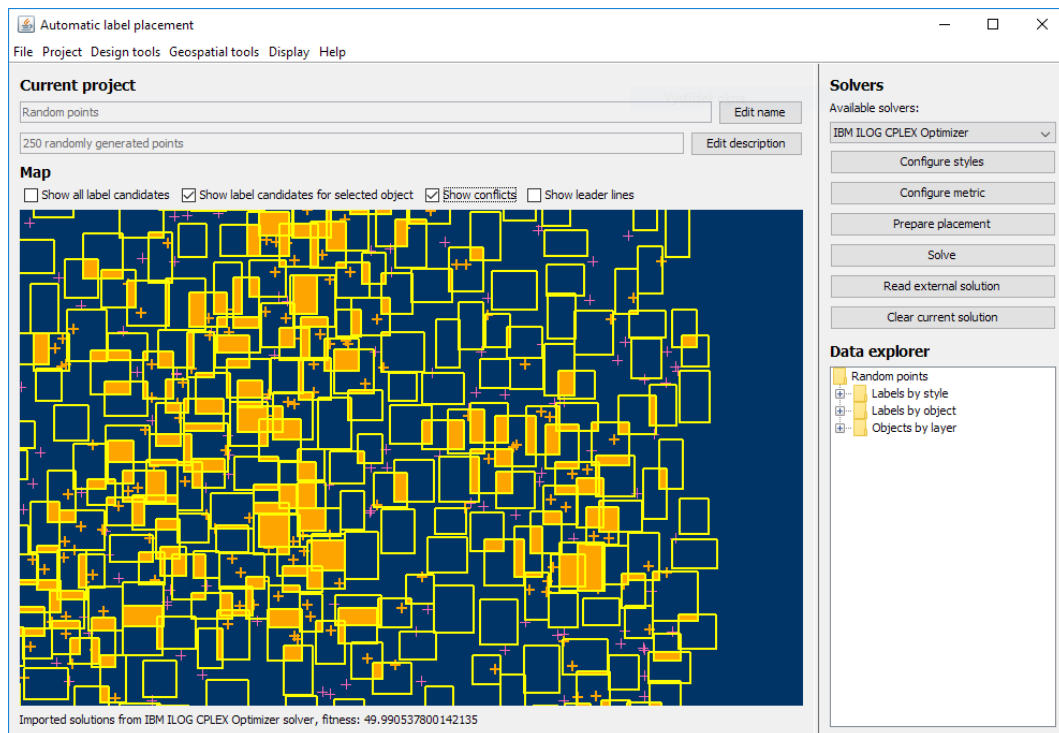 Automatic label placement
File Project Design tools Geospatial tools Display Help
Current project
Random points
Edit name
250 randomly generated points
Edit description
Map
Show all label candidates
Show label candidates for selected object
Show conflicts
Show leader lines
Imported solutions from IBM ILOG CPLEX Optimizer solver, fitness: 49.990537800142135
Solvers
Available solvers:
IBM ILOG CPLEX Optimizer
Configure styles
Configure metric
Prepare placement
Solve
Read external solution
Clear current solution
Data explorer
Random points
Labels by style
Labels by object
Objects by layer